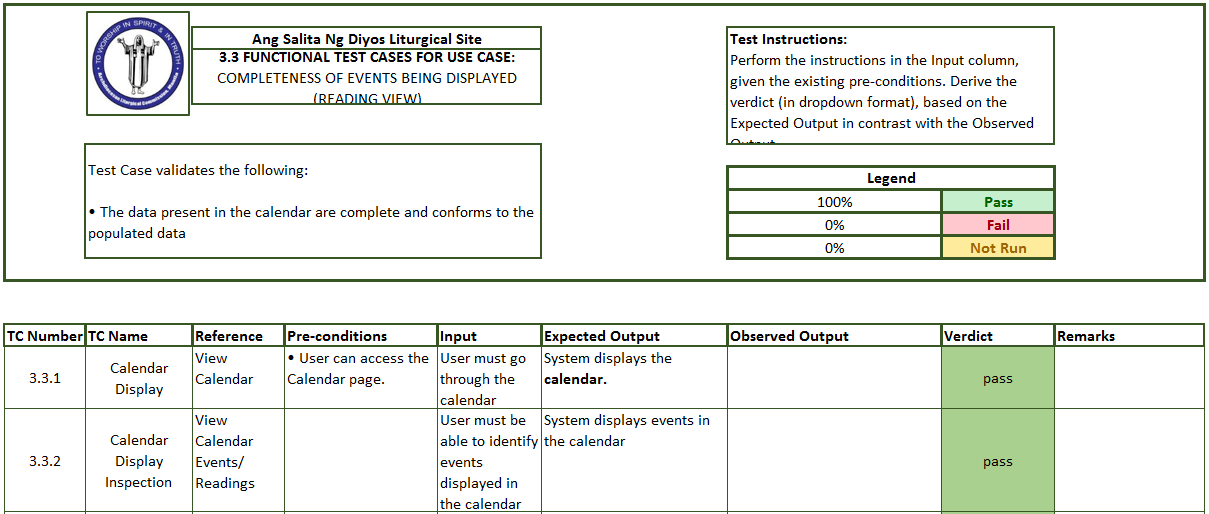 TO WORSHIP IN SPIRIT & IN TRUTH
Archdiocesan Liturgical Commission, Manila
Ang Salita Ng Diyos Liturgical Site
3.3 FUNCTIONAL TEST CASES FOR USE CASE:
COMPLETENESS OF EVENTS BEING DISPLAYED
(READING VIEW)
Test Instructions:
Perform the instructions in the Input column,
given the existing pre-conditions. Derive the
verdict (in dropdown format), based on the
Expected Output in contrast with the Observed
Output
Test Case validates the following:
• The data present in the calendar are complete and conforms to the
populated data
Legend
100% Pass
0% Fail
0% Not Run
TC Number TC Name Reference Pre-conditions Input Expected Output Observed Output Verdict Remarks
3.3.1
Calendar
Display
View
Calendar
• User can access the
Calendar page.
User must go
through the
calendar
System displays the
calendar.
pass
3.3.2
Calendar
Display
Inspection
View
Calendar
Events/
Readings
User must be
able to identify
events
displayed in
the calendar
System displays events in
the calendar
pass